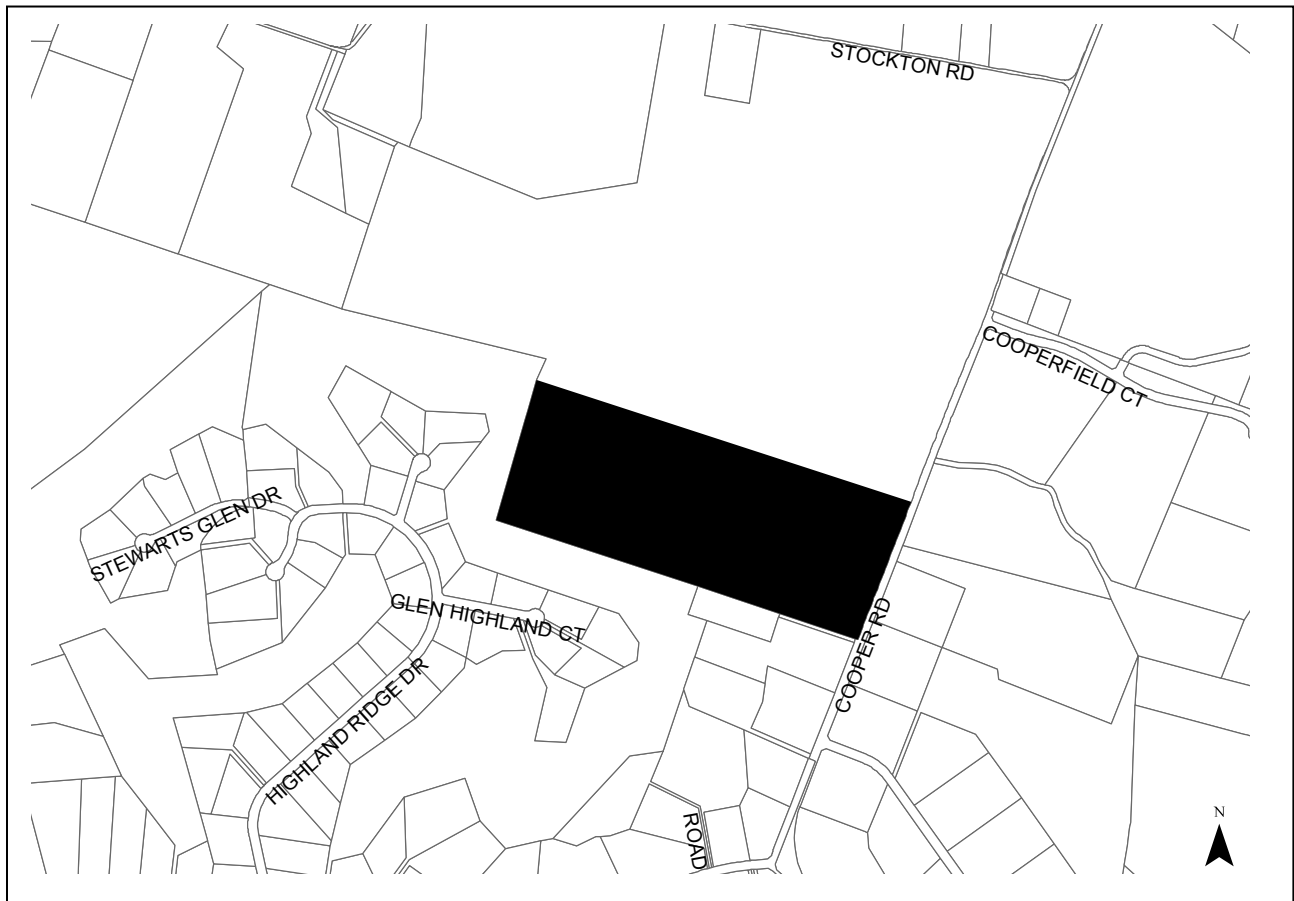 STOCKTON RD
COOPERFIELD CT
STEWARTS GLEN DR
GLEN HIGHLAND CT
COOPER RD
HIGHLAND RIDGE DR
ROAD
N